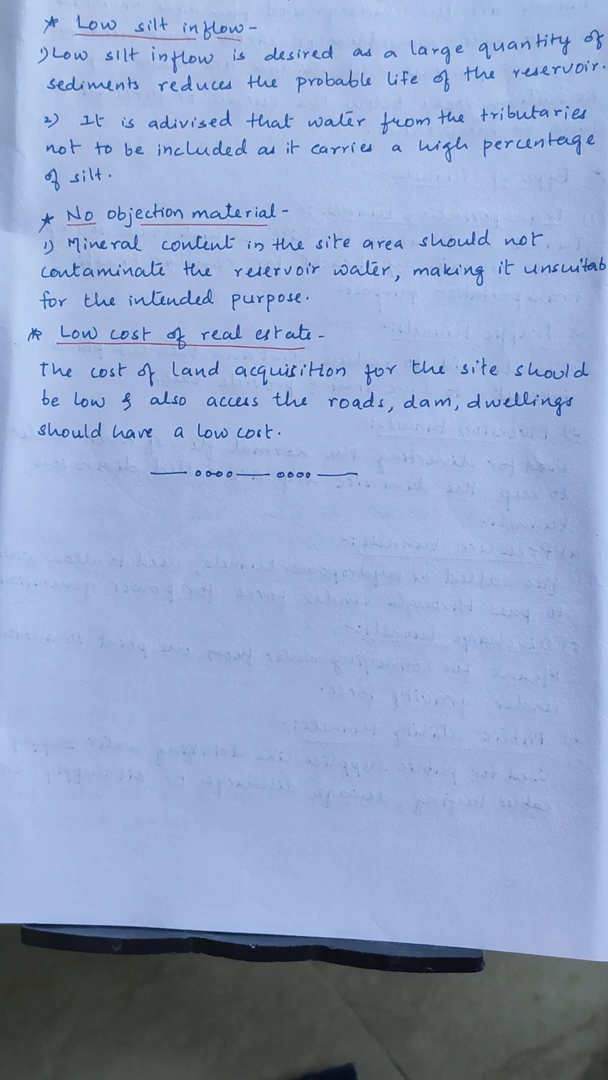 * Low silt inflow -
1) Low silt inflow is desired as a large quantity of
sediments reduces the probable life of the reservoir.
2) It is adivised that water from the tributaries
not to be included as it carries a high percentage
of silt.
* No objection material -
1) Mineral content in the site area should not
contaminate the reservoir water, making it unsuitab
for the intended purpose.
* Low cost of real estate -
The cost of land acquisition for the site should
be low & also access the roads, dam, dwellings
should have a low cost.